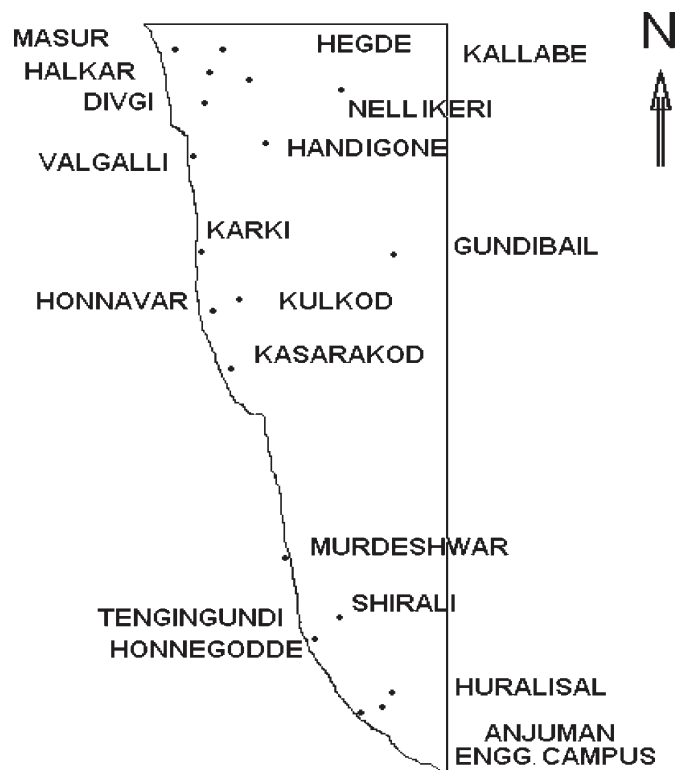 N
MASUR
HEGDE
KALLABE
HALKAR
DIVGI
NELLIKERI
HANDIGONE
VALGALLI
KARKI
GUNDIBAIL
HONNAVAR
KULKOD
KASARAKOD
MURDESHWAR
SHIRALI
TENGINGUNDI
HONNEGODDE
HURALISAL
ANJUMAN
ENGG. CAMPUS